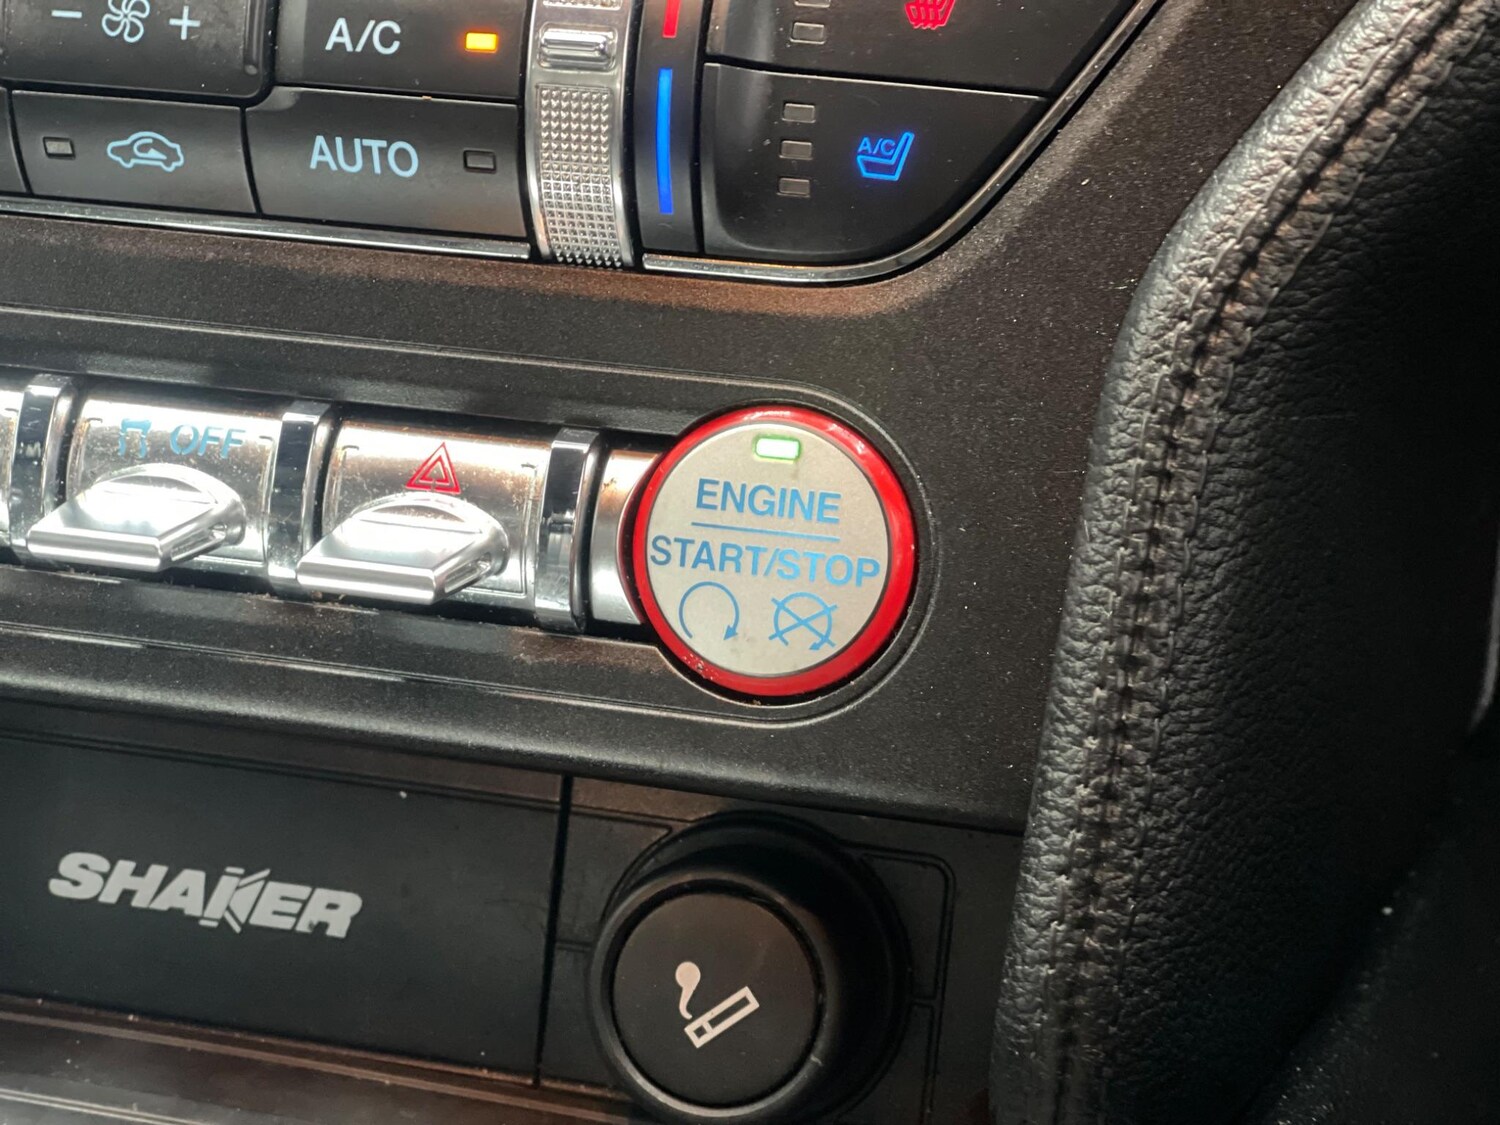 - +
A/C
AUTO
A/C
OFF
ENGINE
START/STOP
SHAKER